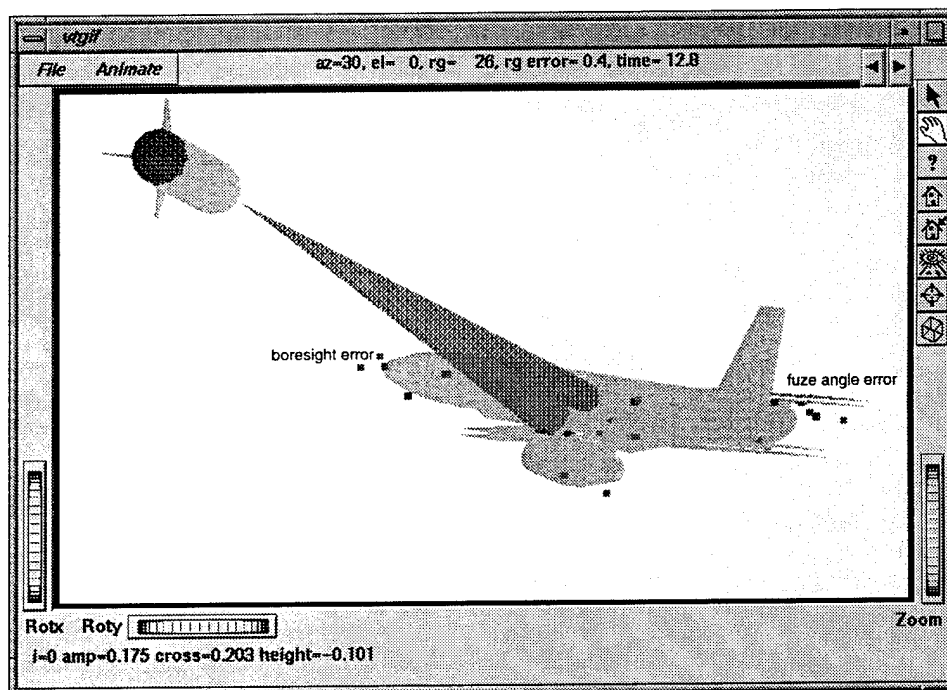 vtgif
File Animate az=30, el= 0, rg= 26, rg error= 0.4, time= 12.8
?
boresight error
fuze angle error
Rotx Roty Zoom
i=0 amp=0.175 cross=0.203 height=-0.101